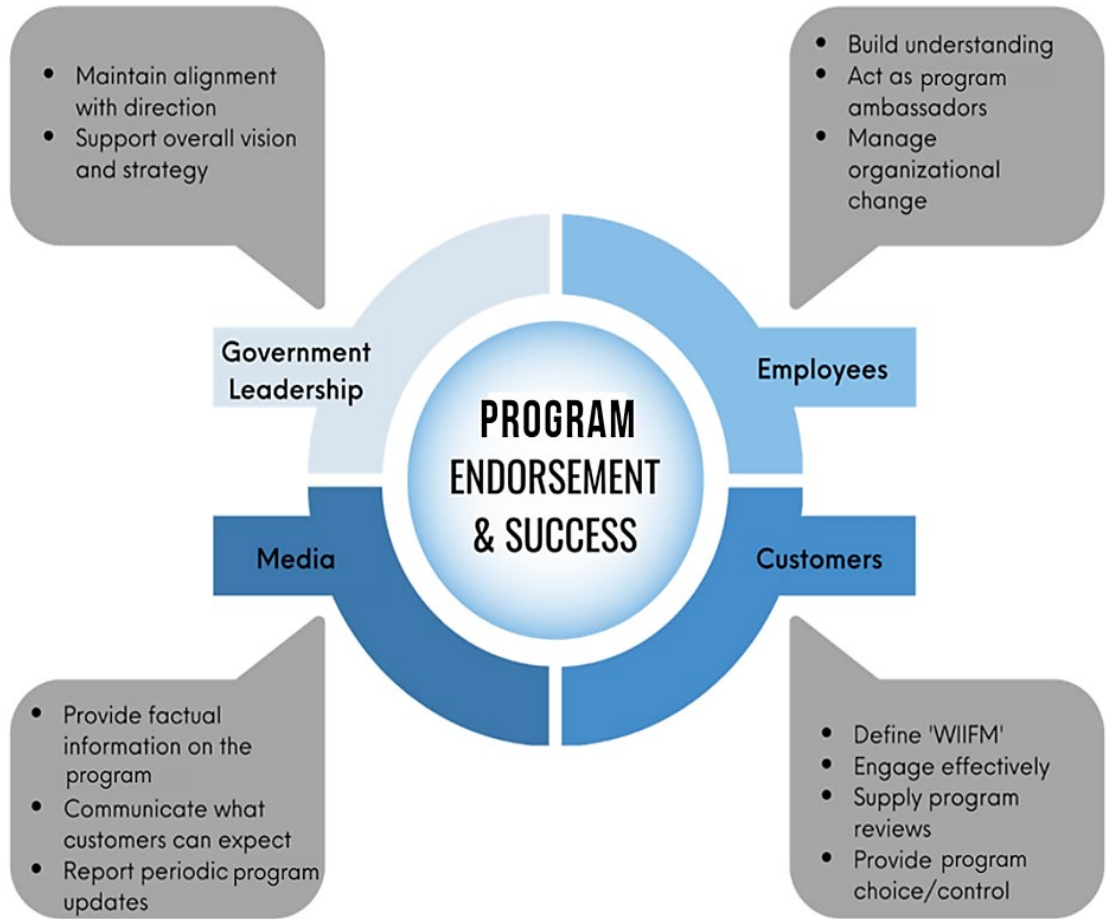 • Maintain alignment
with direction
• Support overall vision
and strategy
• Build understanding
• Act as program
ambassadors
• Manage
organizational
change
Government
Leadership
Employees
PROGRAM
ENDORSEMENT
& SUCCESS
Media
Customers
• Provide factual
information on the
program
• Communicate what
customers can expect
• Report periodic program
updates
• Define 'WIIFM'
• Engage effectively
• Supply program
reviews
• Provide program
choice/control